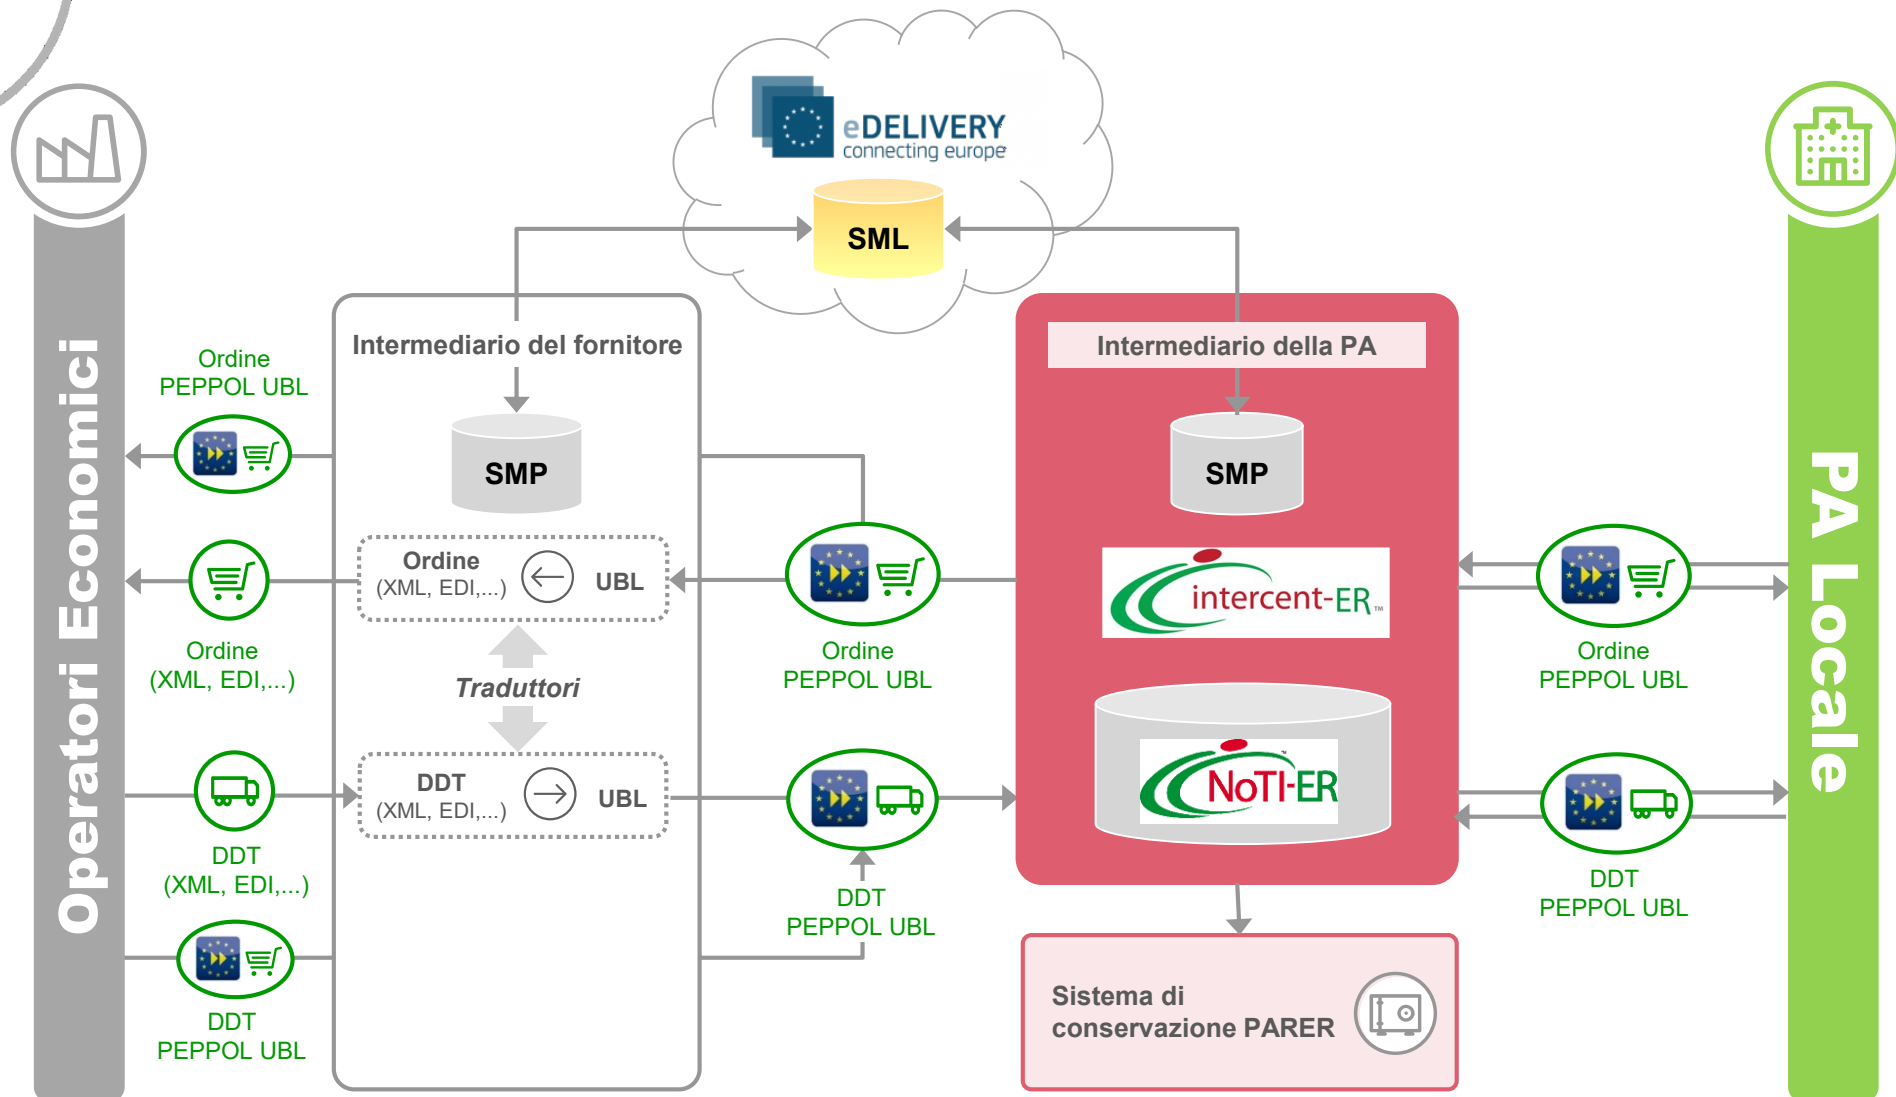 eDELIVERY
connecting europe
SML
Operatori Economici
Ordine
PEPPOL UBL
Ordine
(XML, EDI,...)
DDT
(XML, EDI,...)
DDT
PEPPOL UBL
Intermediario del fornitore
SMP
Ordine
(XML, EDI,...)
UBL
Traduttori
DDT
(XML, EDI,...)
UBL
Ordine
PEPPOL UBL
DDT
PEPPOL UBL
Intermediario della PA
SMP
intercent-ER™
NoTI-ER™
Sistema di
conservazione PARER
Ordine
PEPPOL UBL
DDT
PEPPOL UBL
PA Locale